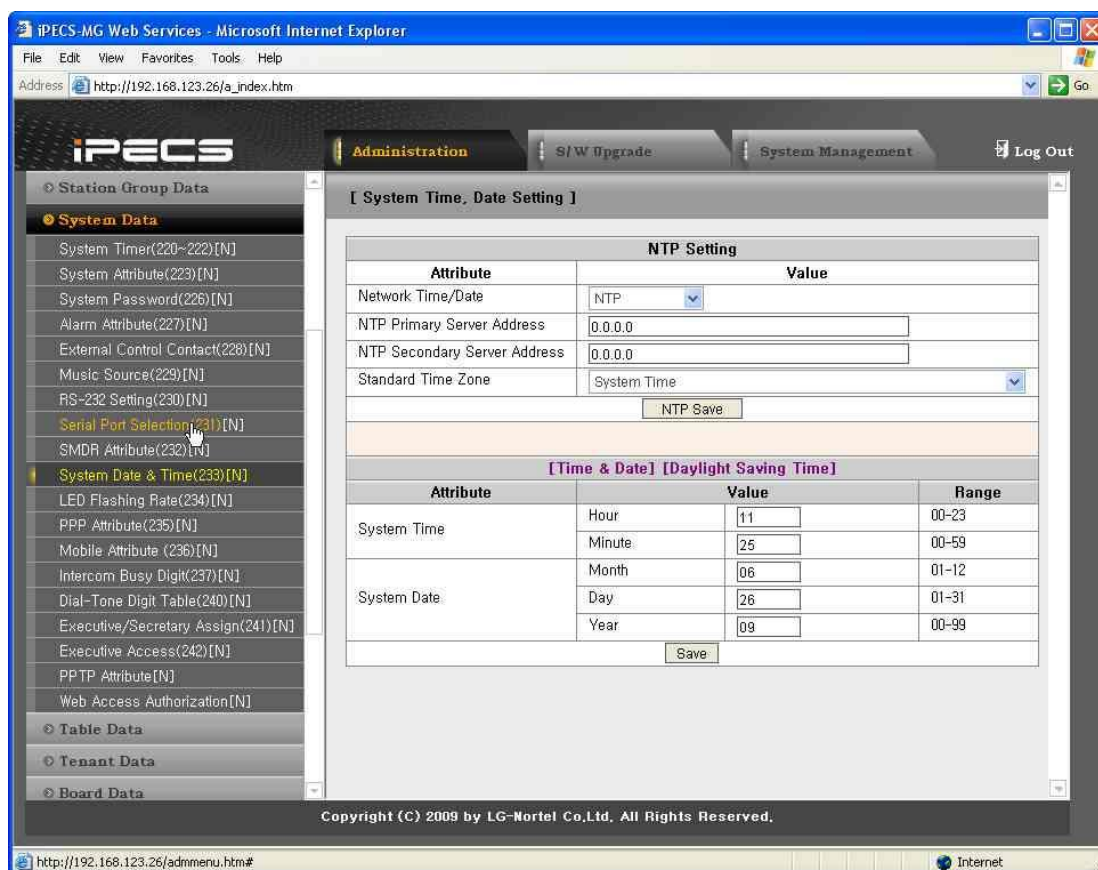 iPECS-MG Web Services - Microsoft Internet Explorer
File Edit View Favorites Tools Help
Address http://192.168.123.26/a_index.htm Go
iPECS
Administration S/W Upgrade System Management Log Out
Station Group Data
System Data
System Timer(220~222)[N]
System Attribute(223)[N]
System Password(226)[N]
Alarm Attribute(227)[N]
External Control Contact(228)[N]
Music Source(229)[N]
RS-232 Setting(230)[N]
Serial Port Selection(231)[N]
SMDR Attribute(232)[N]
System Date & Time(233)[N]
LED Flashing Rate(234)[N]
PPP Attribute(235)[N]
Mobile Attribute (236)[N]
Intercom Busy Digit(237)[N]
Dial-Tone Digit Table(240)[N]
Executive/Secretary Assign(241)[N]
Executive Access(242)[N]
PPTP Attribute[N]
Web Access Authorization[N]
Table Data
Tenant Data
Board Data
[ System Time, Date Setting ]
NTP Setting
Attribute Value
Network Time/Date NTP
NTP Primary Server Address 0.0.0.0
NTP Secondary Server Address 0.0.0.0
Standard Time Zone System Time
NTP Save
[Time & Date] [Daylight Saving Time]
Attribute Value Range
System Time Hour 11 00-23
Minute 25 00-59
System Date Month 06 01-12
Day 26 01-31
Year 09 00-99
Save
Copyright (C) 2009 by LG-Nortel Co,Ltd, All Rights Reserved,
http://192.168.123.26/admmenu.htm# Internet